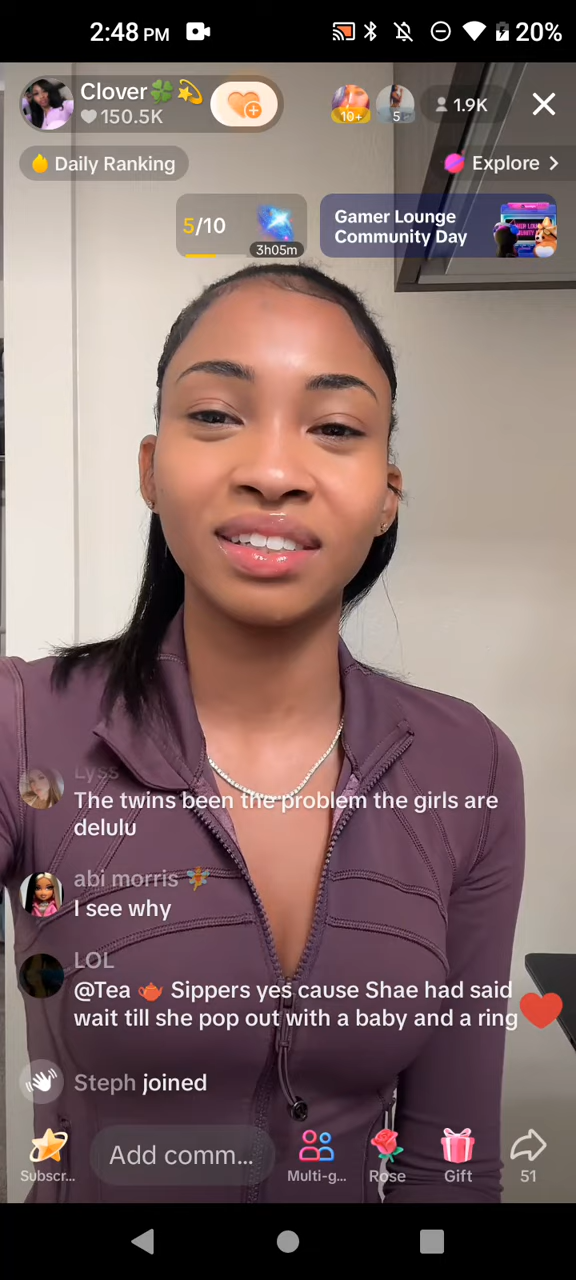 2:48 PM
20%
Clover🍀💫
150.5K
10+
5
1.9K
Daily Ranking
Explore >
5/10
3h05m
Gamer Lounge
Community Day
Lyss
The twins been the problem the girls are
delulu
abi morris 🧚
I see why
LOL
@Tea 🫖 Sippers yes cause Shae had said
wait till she pop out with a baby and a ring
Steph joined
Subscr...
Add comm...
Multi-g...
Rose
Gift
51